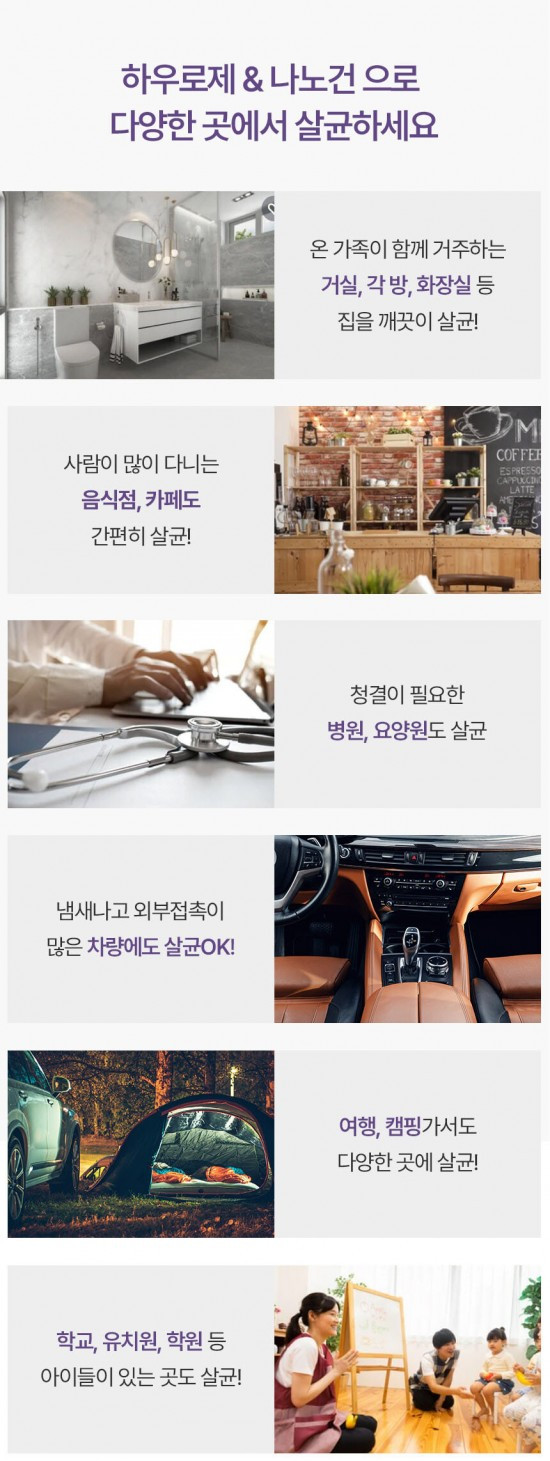 하우로제 & 나노건 으로
다양한 곳에서 살균하세요
온 가족이 함께 거주하는
거실, 각 방, 화장실 등
집을 깨끗이 살균!
사람이 많이 다니는
음식점, 카페도
간편히 살균!
COFFEE
ESPRESSO
CAPPUCCINO
LATTE
청결이 필요한
병원, 요양원도 살균
냄새나고 외부접촉이
많은 차량에도 살균OK!
여행, 캠핑가서도
다양한 곳에 살균!
학교, 유치원, 학원 등
아이들이 있는 곳도 살균!